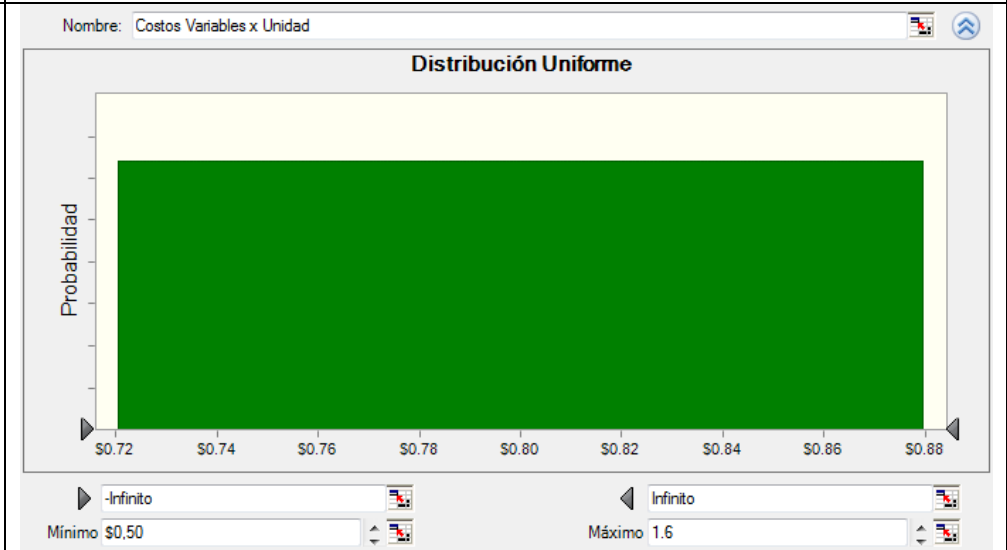 Nombre: Costos Variables x Unidad
Distribución Uniforme
Probabilidad
$0.72 $0.74 $0.76 $0.78 $0.80 $0.82 $0.84 $0.86 $0.88
-Infinito Infinito
Mínimo $0,50 Máximo 1.6